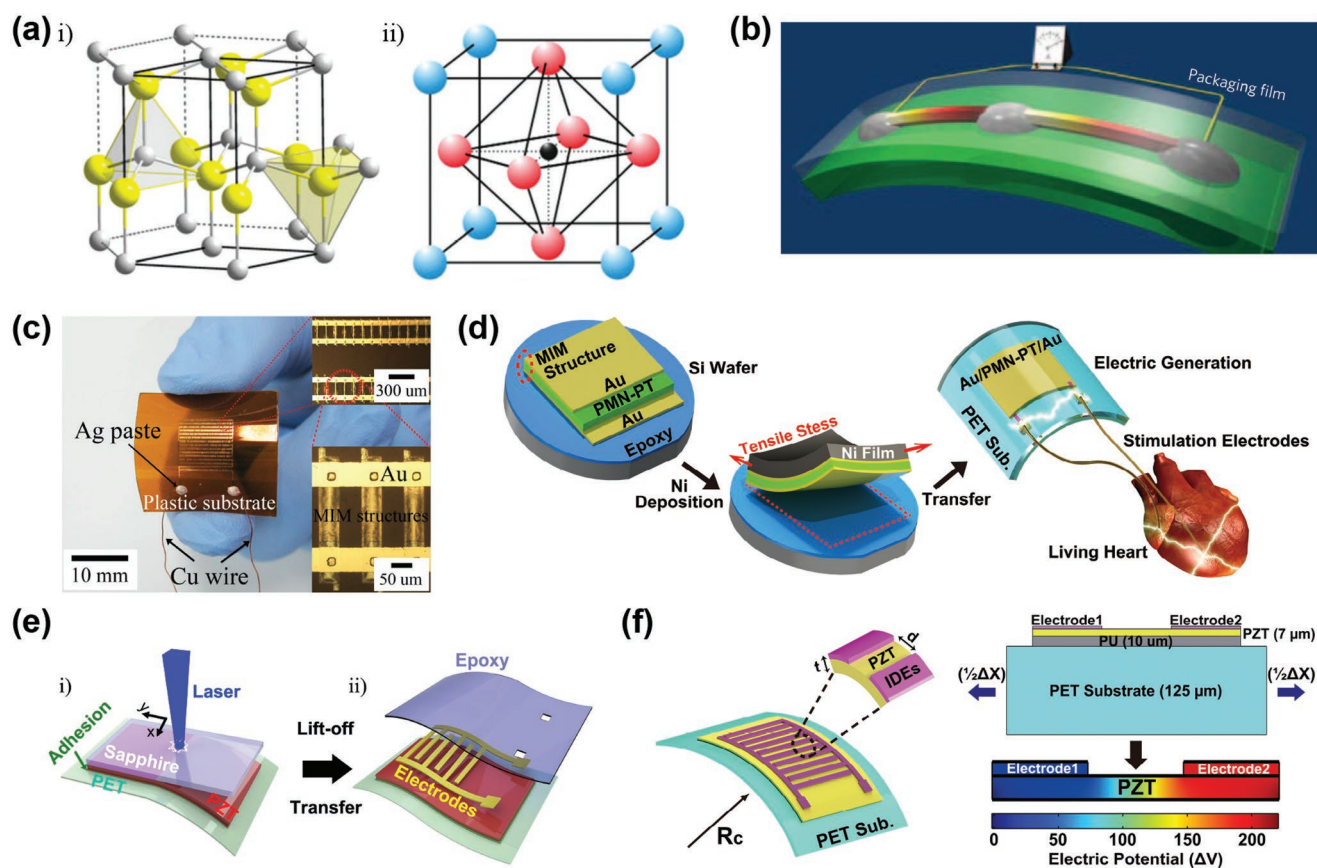 (a)
i)
ii)
(b)
Packaging film
(c)
Ag paste
Plastic substrate
Cu wire
10 mm
300 um
Au
MIM structures
50 um
(d)
MIM
Structure
Au
PMN-PT
Au
Epoxy
Si Wafer
Ni
Deposition
Tensile Stess
Ni Film
Transfer
Au/PMN-PT/Au
PET Sub.
Electric Generation
Stimulation Electrodes
Living Heart
(e)
i)
Laser
y
x
Adhesion
Sapphire
PET
PZT
Lift-off
Transfer
ii)
Epoxy
Electrodes
(f)
t
d
PZT
IDEs
PET Sub.
Rc
Electrode1
Electrode2
PZT (7 µm)
PU (10 um)
(½ΔX)
(½ΔX)
PET Substrate (125 µm)
Electrode1
PZT
Electrode2
0 50 100 150 200
Electric Potential (ΔV)